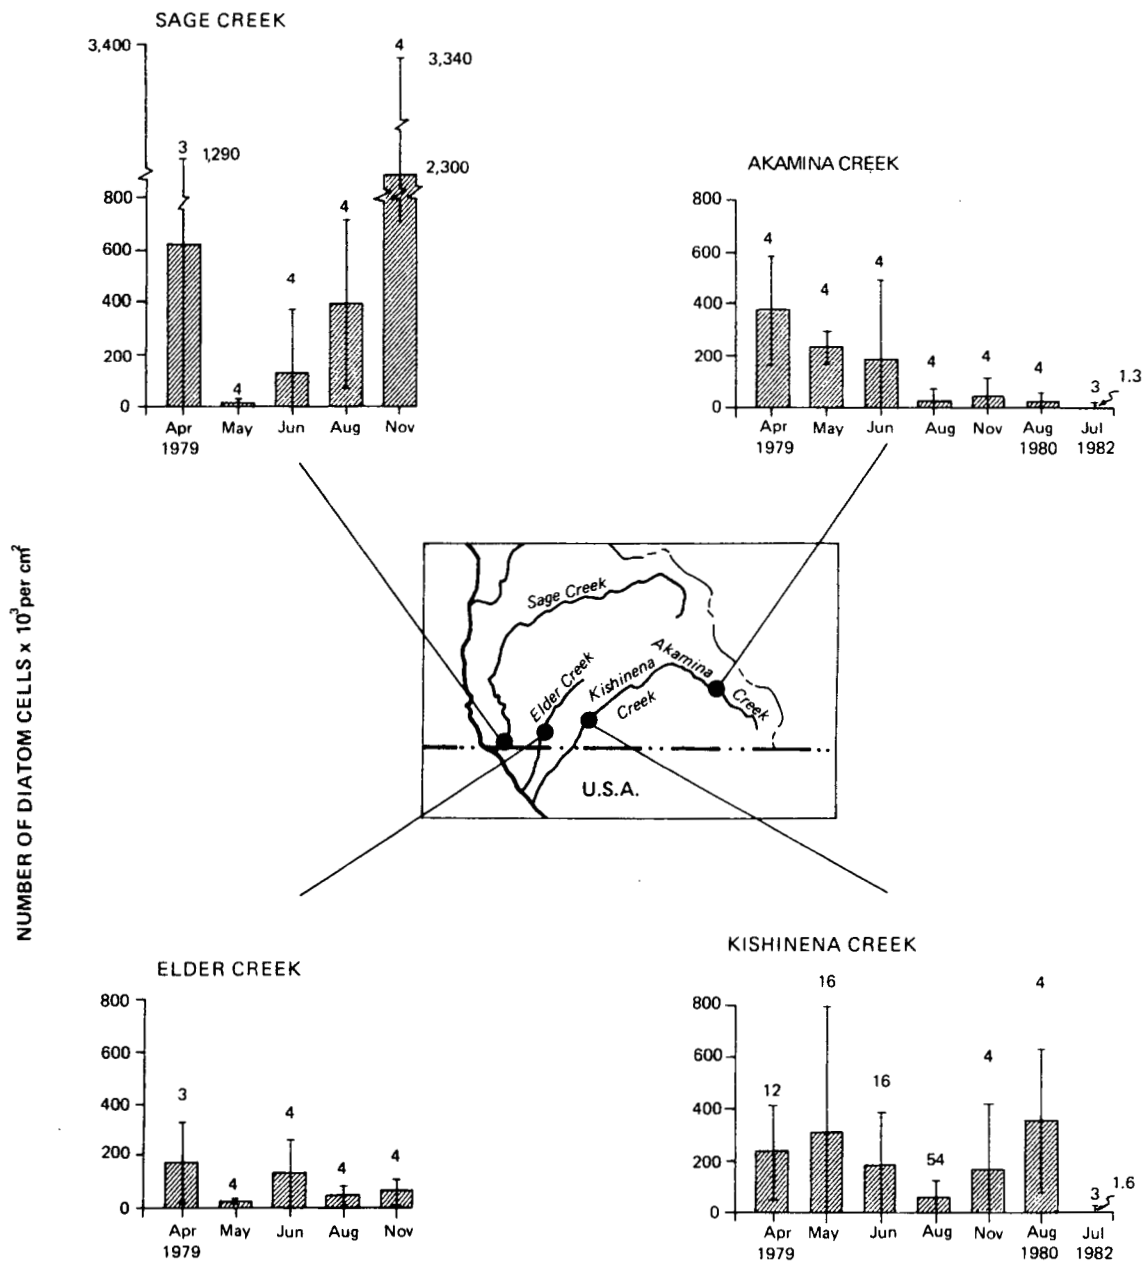 SAGE CREEK
3,400
4
3,340
3
1,290
2,300
800
4
600
4
400
200
4
0
Apr May Jun Aug Nov
1979
AKAMINA CREEK
800
4
4
600
4
400
4 4 4
200
3 1.3
0
Apr May Jun Aug Nov Aug Jul
1979 1980 1982
NUMBER OF DIATOM CELLS x 10³ per cm²
Sage Creek
Elder Creek
Kishinena
Creek
Akamina
Creek
U.S.A.
ELDER CREEK
800
600
400
3
4
200
4 4 4
0
Apr May Jun Aug Nov
1979
KISHINENA CREEK
16 4
800
600
4
12 16
400
54
200
3 1.6
0
Apr May Jun Aug Nov Aug Jul
1979 1980 1982